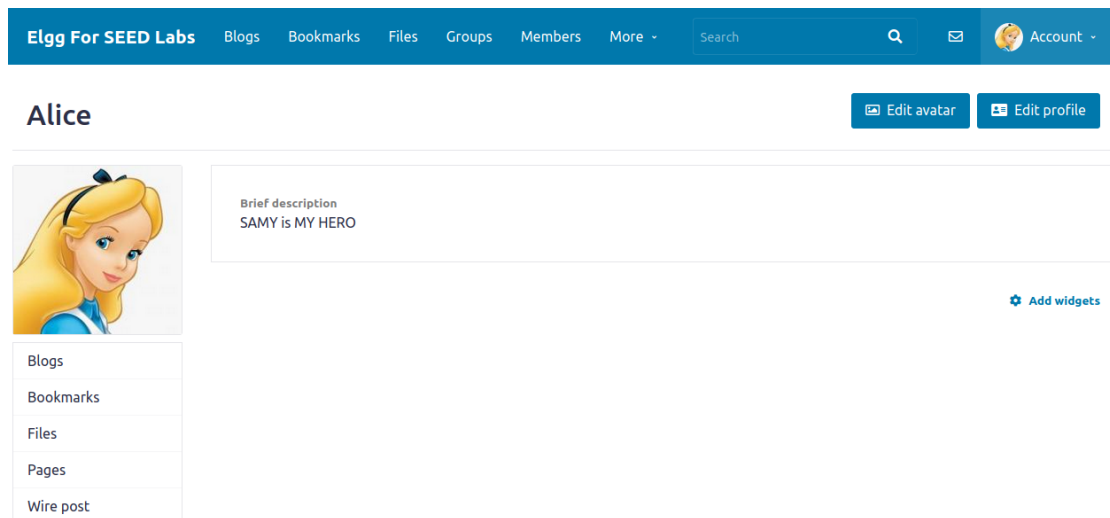 Elgg For SEED Labs Blogs Bookmarks Files Groups Members More Search Account
Alice
Edit avatar Edit profile
Brief description
SAMY is MY HERO
Add widgets
Blogs
Bookmarks
Files
Pages
Wire post